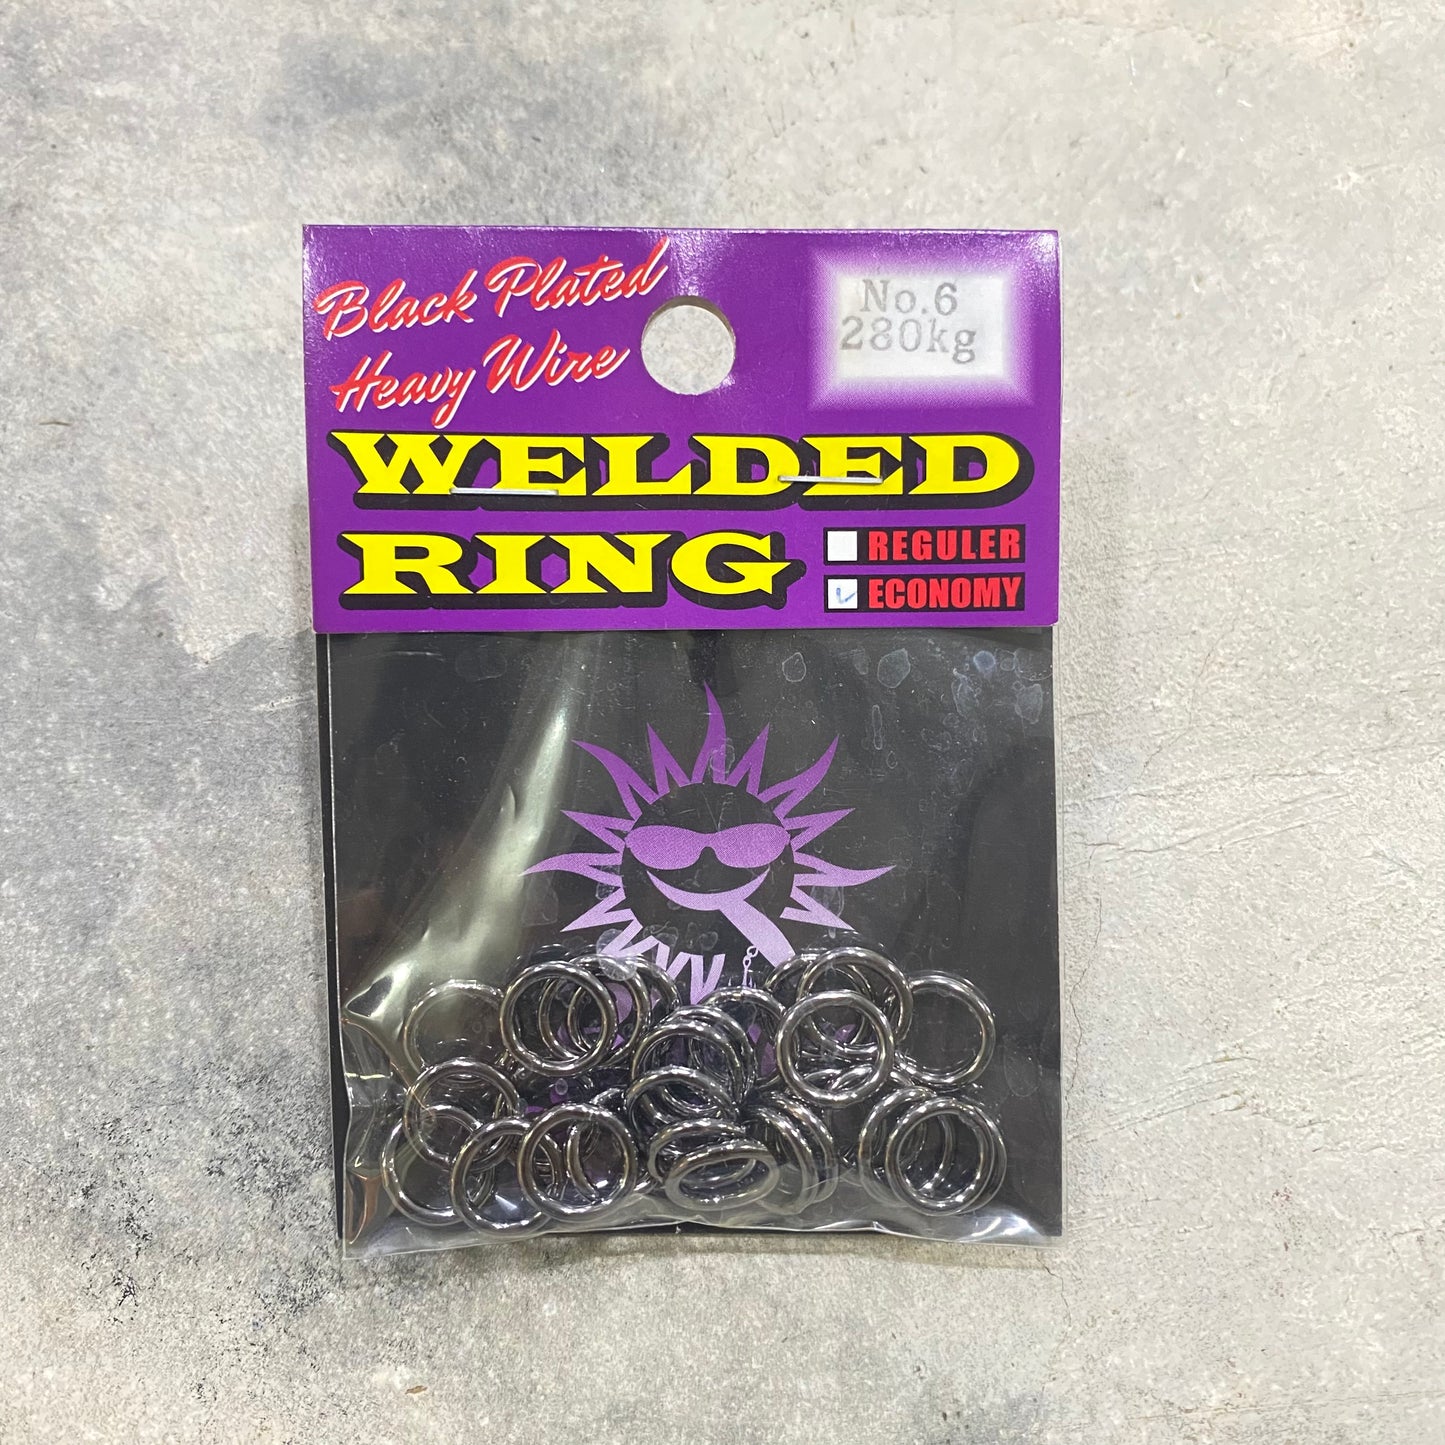 Black Plated
Heavy Wire
No.6
280kg
WELDED
RING
REGULER
ECONOMY